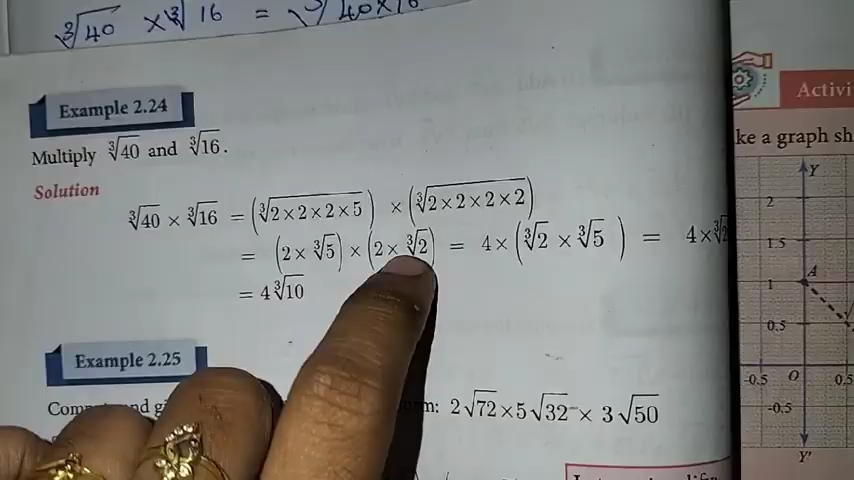 ∛40 × ∛16 = √40×16
Example 2.24
Multiply ∛40 and ∛16.
Solution
∛40 × ∛16 = (∛(2 × 2 × 2 × 5)) × (∛(2 × 2 × 2 × 2))
= (2 × ∛5) × (2 × ∛2) = 4 × (∛2 × ∛5) = 4 × ∛2
= 4∛10
Example 2.25
2√72 × 5√32 × 3√50
Activi
ke a graph sh
Y
2
1.5
1
A
0.5
-0.5
O
0.5
-0.5
Y'